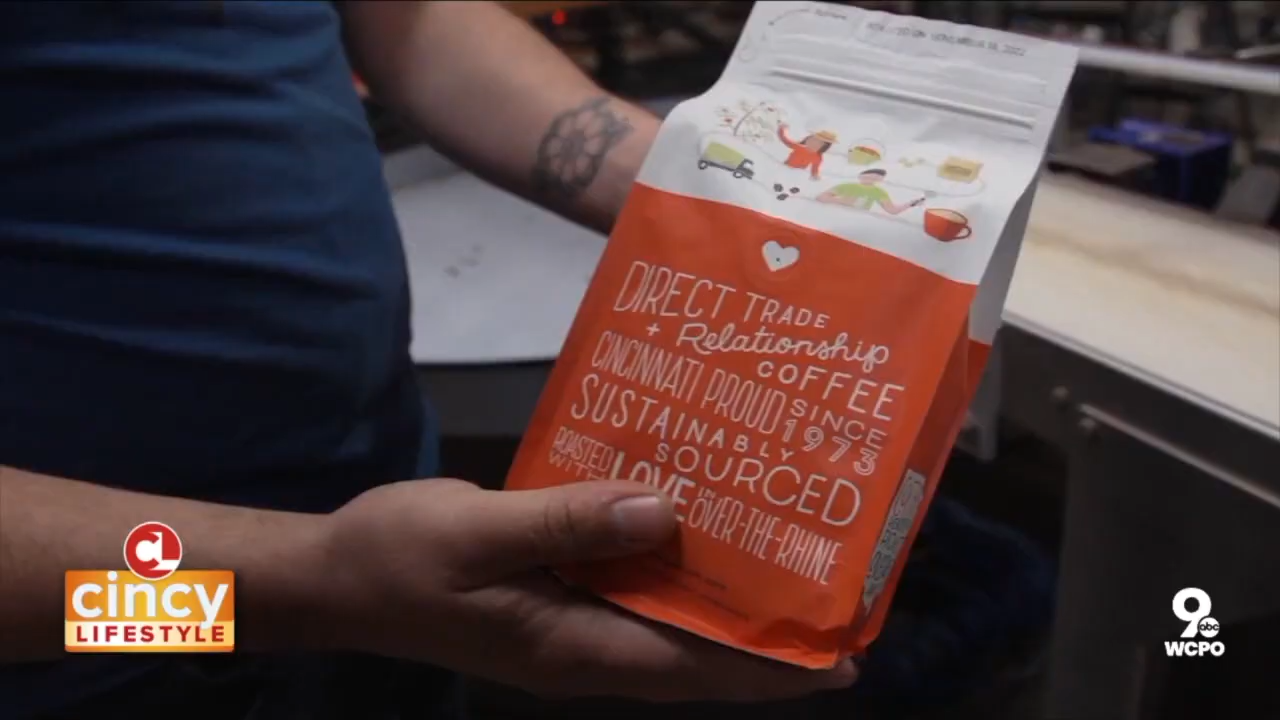 DIRECT TRADE
+ Relationship
COFFEE
CINCINNATI PROUD SINCE 1973
SUSTAINABLY
SOURCED
ROASTED WITH LOVE IN OVER-THE-RHINE
CL
cincy
LIFESTYLE
9
abc
WCPO